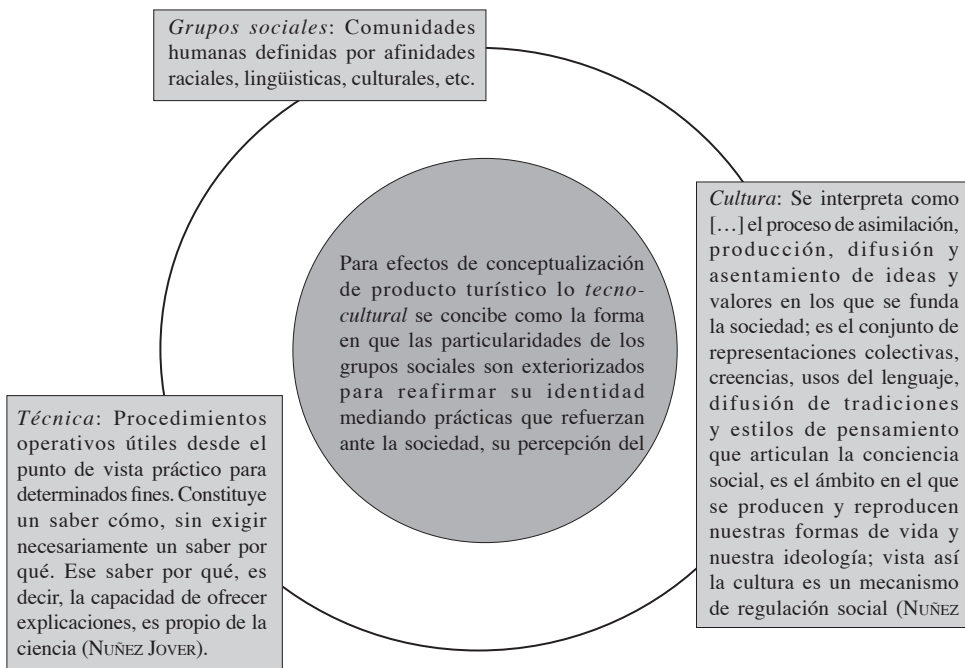 Grupos sociales: Comunidades
humanas definidas por afinidades
raciales, lingüisticas, culturales, etc.
Cultura: Se interpreta como
[…] el proceso de asimilación,
producción, difusión y
asentamiento de ideas y
valores en los que se funda
la sociedad; es el conjunto de
representaciones colectivas,
creencias, usos del lenguaje,
difusión de tradiciones
y estilos de pensamiento
que articulan la conciencia
social, es el ámbito en el que
se producen y reproducen
nuestras formas de vida y
nuestra ideología; vista así
la cultura es un mecanismo
de regulación social (NUÑEZ
Para efectos de conceptualización
de producto turístico lo tecno-
cultural se concibe como la forma
en que las particularidades de los
grupos sociales son exteriorizados
para reafirmar su identidad
mediando prácticas que refuerzan
ante la sociedad, su percepción del
Técnica: Procedimientos
operativos útiles desde el
punto de vista práctico para
determinados fines. Constituye
un saber cómo, sin exigir
necesariamente un saber por
qué. Ese saber por qué, es
decir, la capacidad de ofrecer
explicaciones, es propio de la
ciencia (NUÑEZ JOVER).